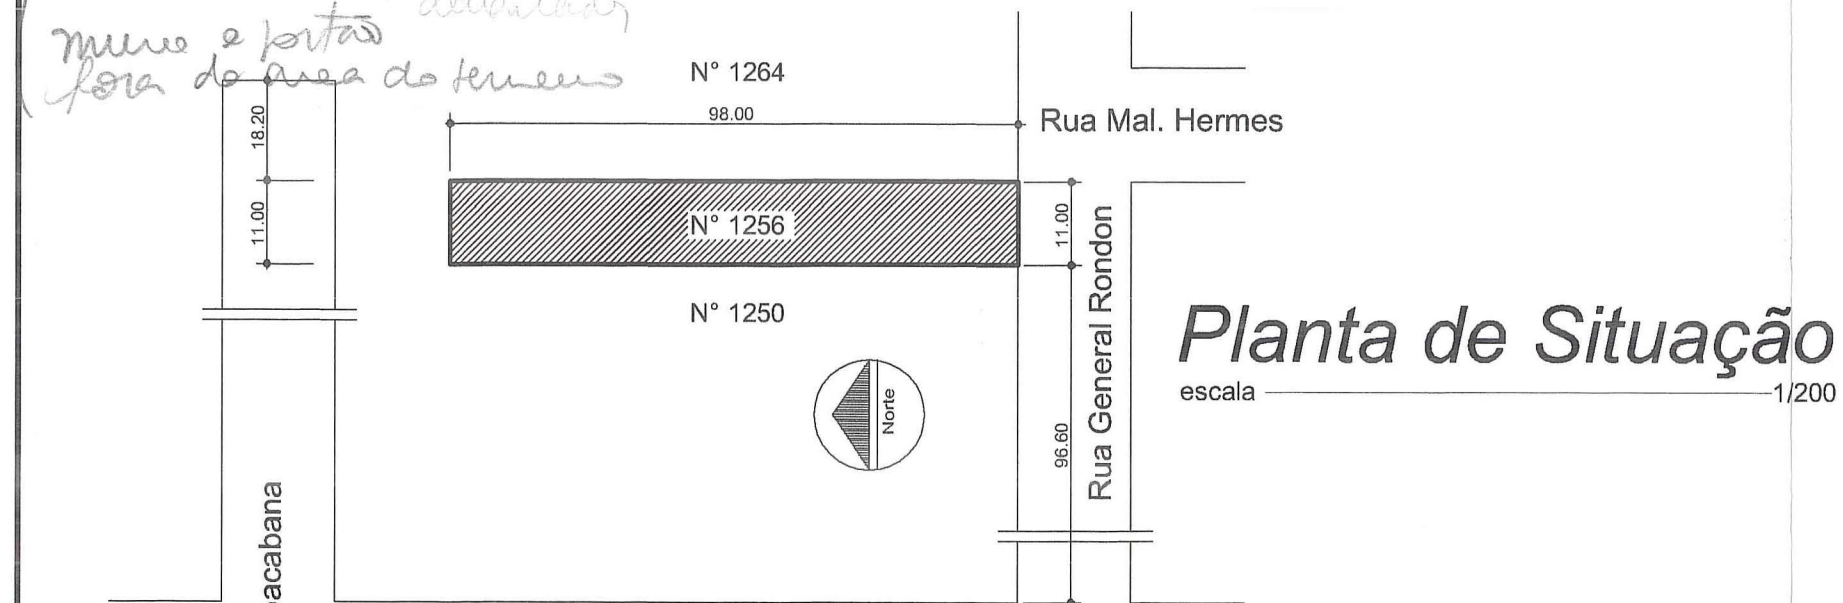 muro e portão
fora da área do terreno
N° 1264
18.20
98.00
Rua Mal. Hermes
11.00
N° 1256
11.00
Rua General Rondon
N° 1250
Planta de Situação
escala 1/200
Norte
96.60
acabana